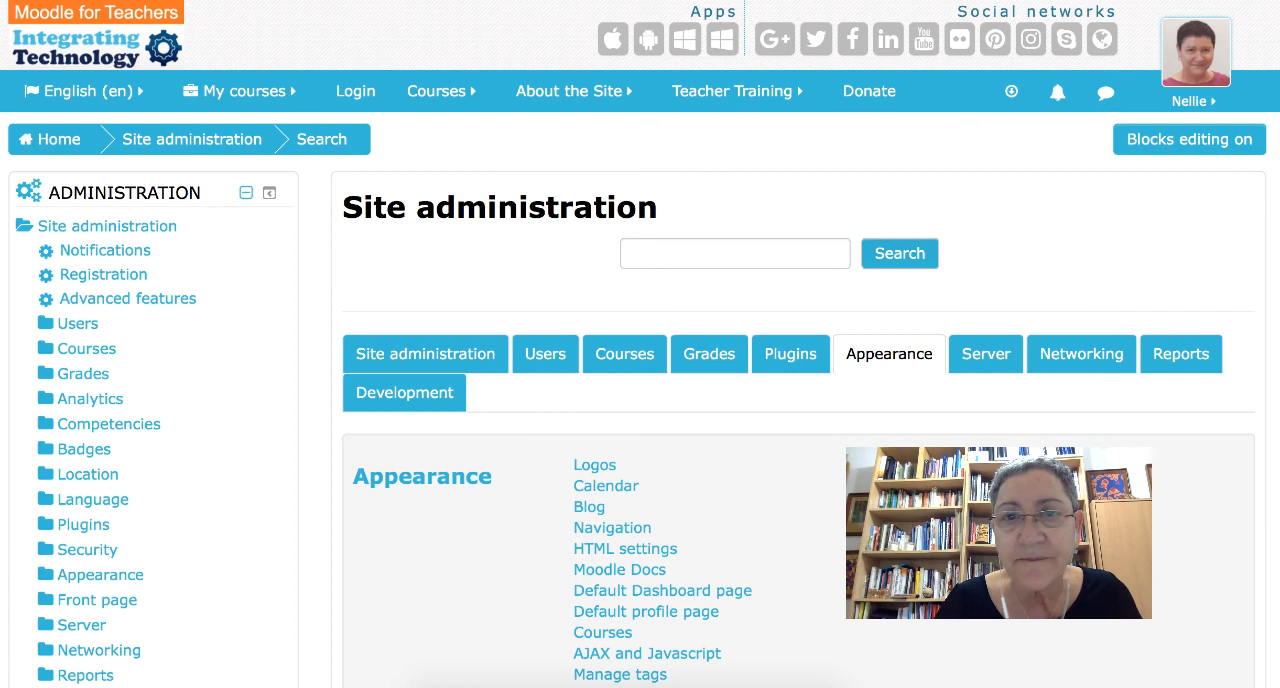 Moodle for Teachers
Integrating
Technology
Apps
Social networks
G+
You
Tube
English (en)
My courses
Login
Courses
About the Site
Teacher Training
Donate
Nellie
Home
Site administration
Search
Blocks editing on
ADMINISTRATION
Site administration
Notifications
Registration
Advanced features
Users
Courses
Grades
Analytics
Competencies
Badges
Location
Language
Plugins
Security
Appearance
Front page
Server
Networking
Reports
Site administration
Search
Site administration
Users
Courses
Grades
Plugins
Appearance
Server
Networking
Reports
Development
Appearance
Logos
Calendar
Blog
Navigation
HTML settings
Moodle Docs
Default Dashboard page
Default profile page
Courses
AJAX and Javascript
Manage tags